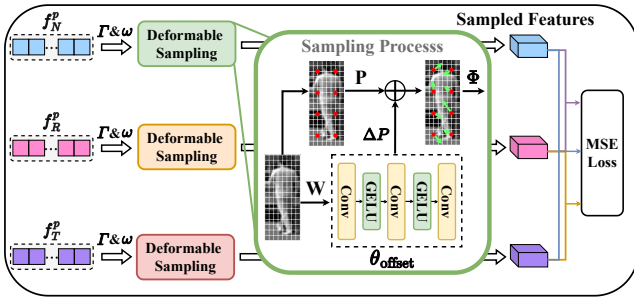 f_N^p
Γ&ω
Deformable
Sampling
Sampled Features
Sampling Processs
P
Φ
ΔP
f_R^p
Γ&ω
Deformable
Sampling
MSE
Loss
W
Conv
GELU
Conv
GELU
Conv
θ_offset
f_T^p
Γ&ω
Deformable
Sampling